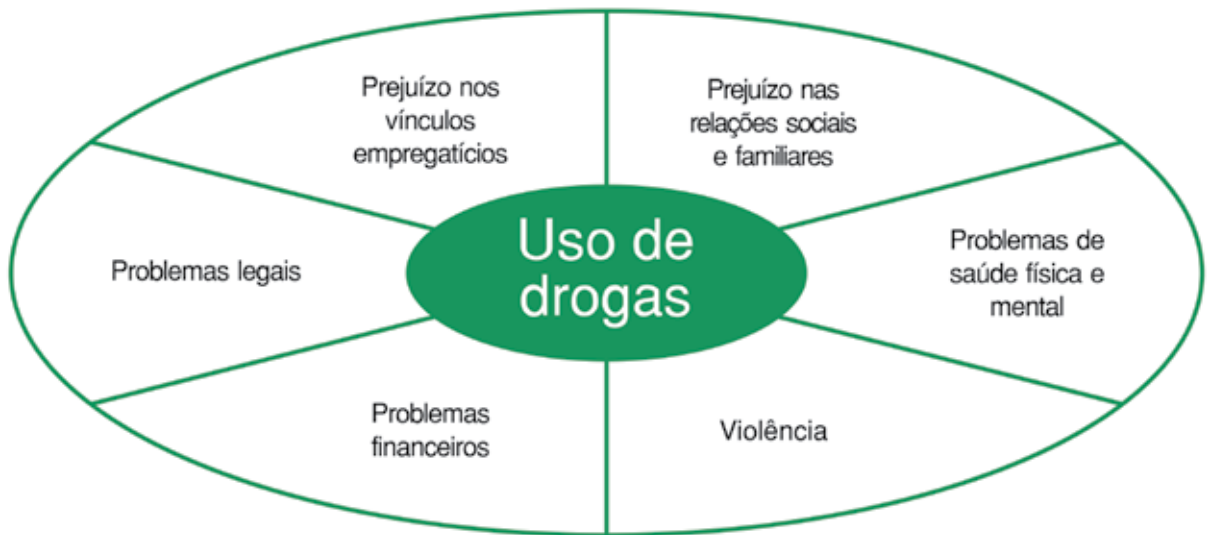 Prejuízo nos
vínculos
empregatícios
Prejuízo nas
relações sociais
e familiares
Uso de
drogas
Problemas legais
Problemas de
saúde física e
mental
Problemas
financeiros
Violência